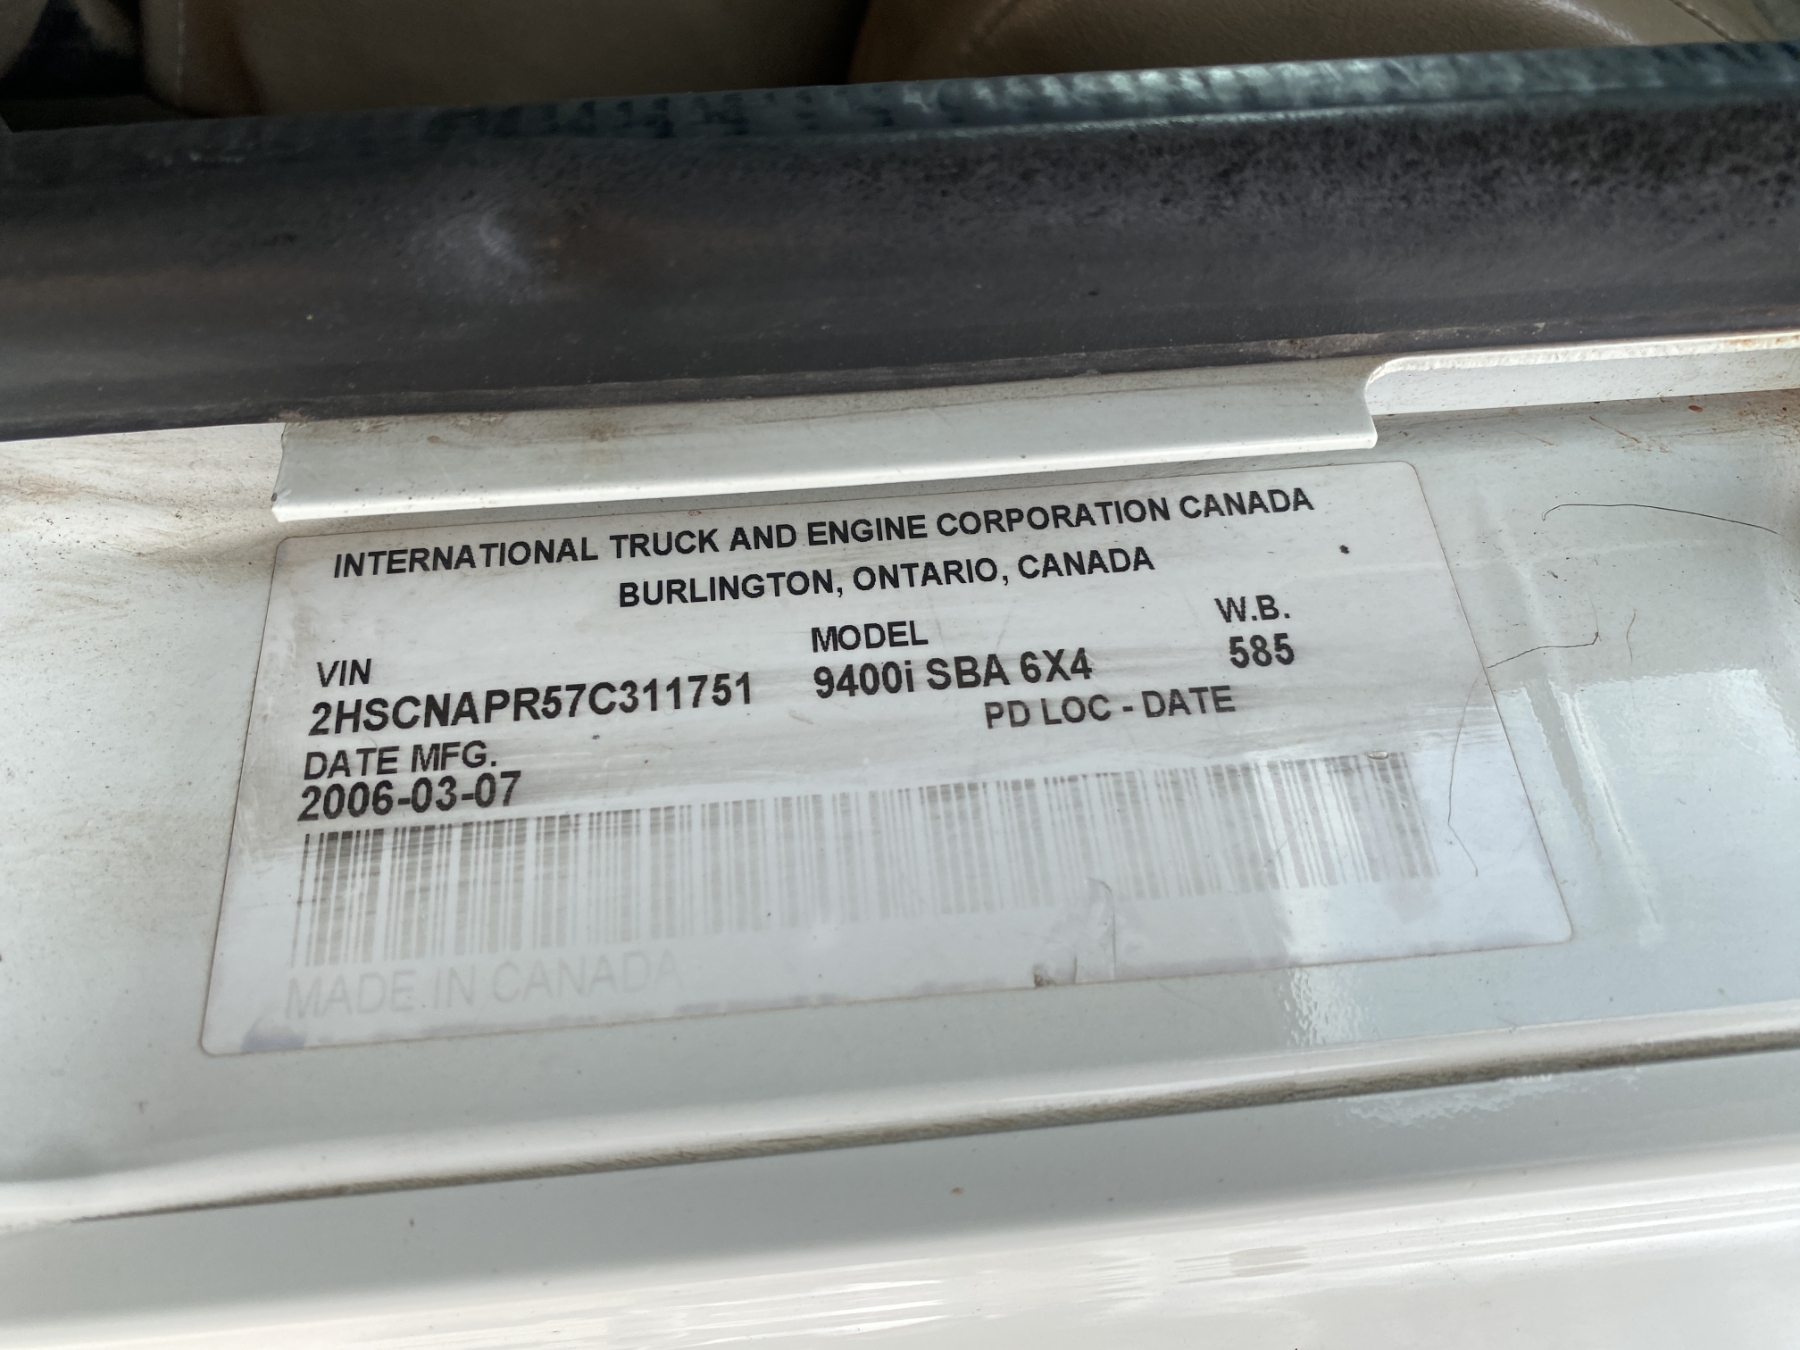 INTERNATIONAL TRUCK AND ENGINE CORPORATION CANADA
BURLINGTON, ONTARIO, CANADA
VIN MODEL W.B.
2HSCNAPR57C311751 9400i SBA 6X4 585
DATE MFG. PD LOC - DATE
2006-03-07
MADE IN CANADA